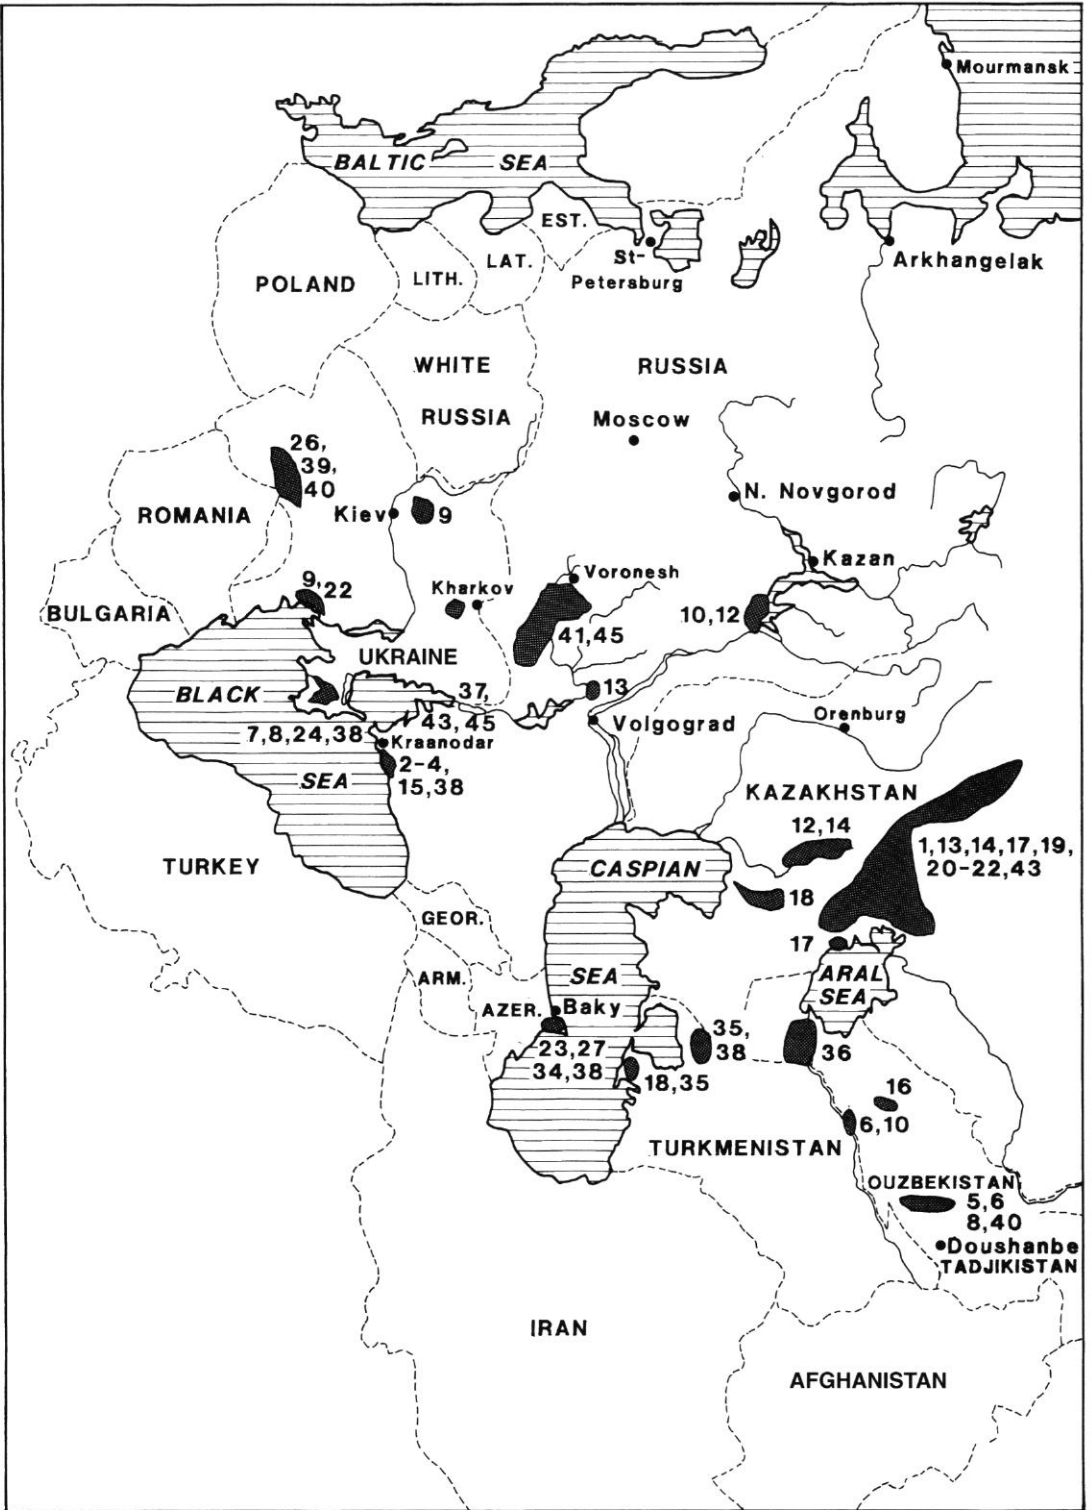 Mourmansk
BALTIC SEA
EST.
St-
Petersburg
Arkhangelak
LAT.
LITH.
POLAND
WHITE
RUSSIA
RUSSIA
Moscow
26,
39,
40
N. Novgorod
ROMANIA
Kiev
9
Kazan
Voronesh
Kharkov
9,22
BULGARIA
10,12
41,45
UKRAINE
13
BLACK
37,
43,45
7,8,24,38
Volgograd
Orenburg
Kraanodar
2-4,
15,38
SEA
KAZAKHSTAN
12,14
1,13,14,17,19,
20-22,43
TURKEY
CASPIAN
18
GEOR.
17
ARM.
SEA
ARAL
SEA
AZER.
Baky
35,
38
36
23,27
34,38
18,35
16
6,10
TURKMENISTAN
OUZBEKISTAN
5,6
8,40
Doushanbe
TADJIKISTAN
IRAN
AFGHANISTAN